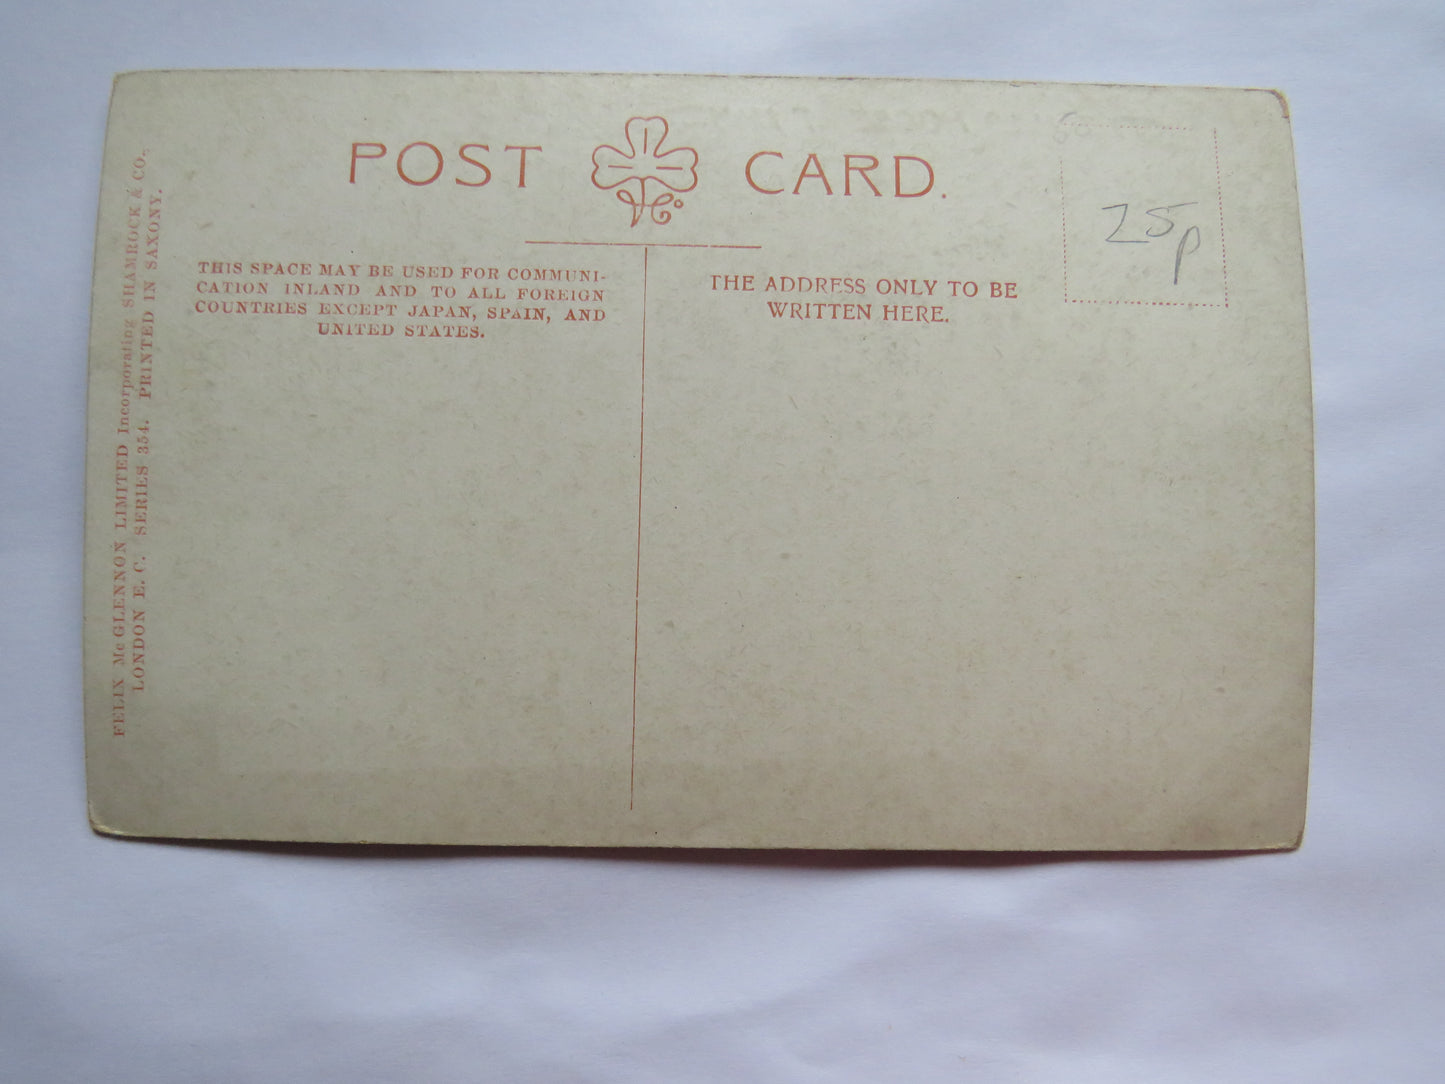 POST CARD.
THIS SPACE MAY BE USED FOR COMMUNI-
CATION INLAND AND TO ALL FOREIGN
COUNTRIES EXCEPT JAPAN, SPAIN, AND
UNITED STATES.
THE ADDRESS ONLY TO BE
WRITTEN HERE.
25p
FELIX Mc GLENNON LIMITED Incorporating SHAMROCK & CO.
LONDON E. C. SERIES 354. PRINTED IN SAXONY.